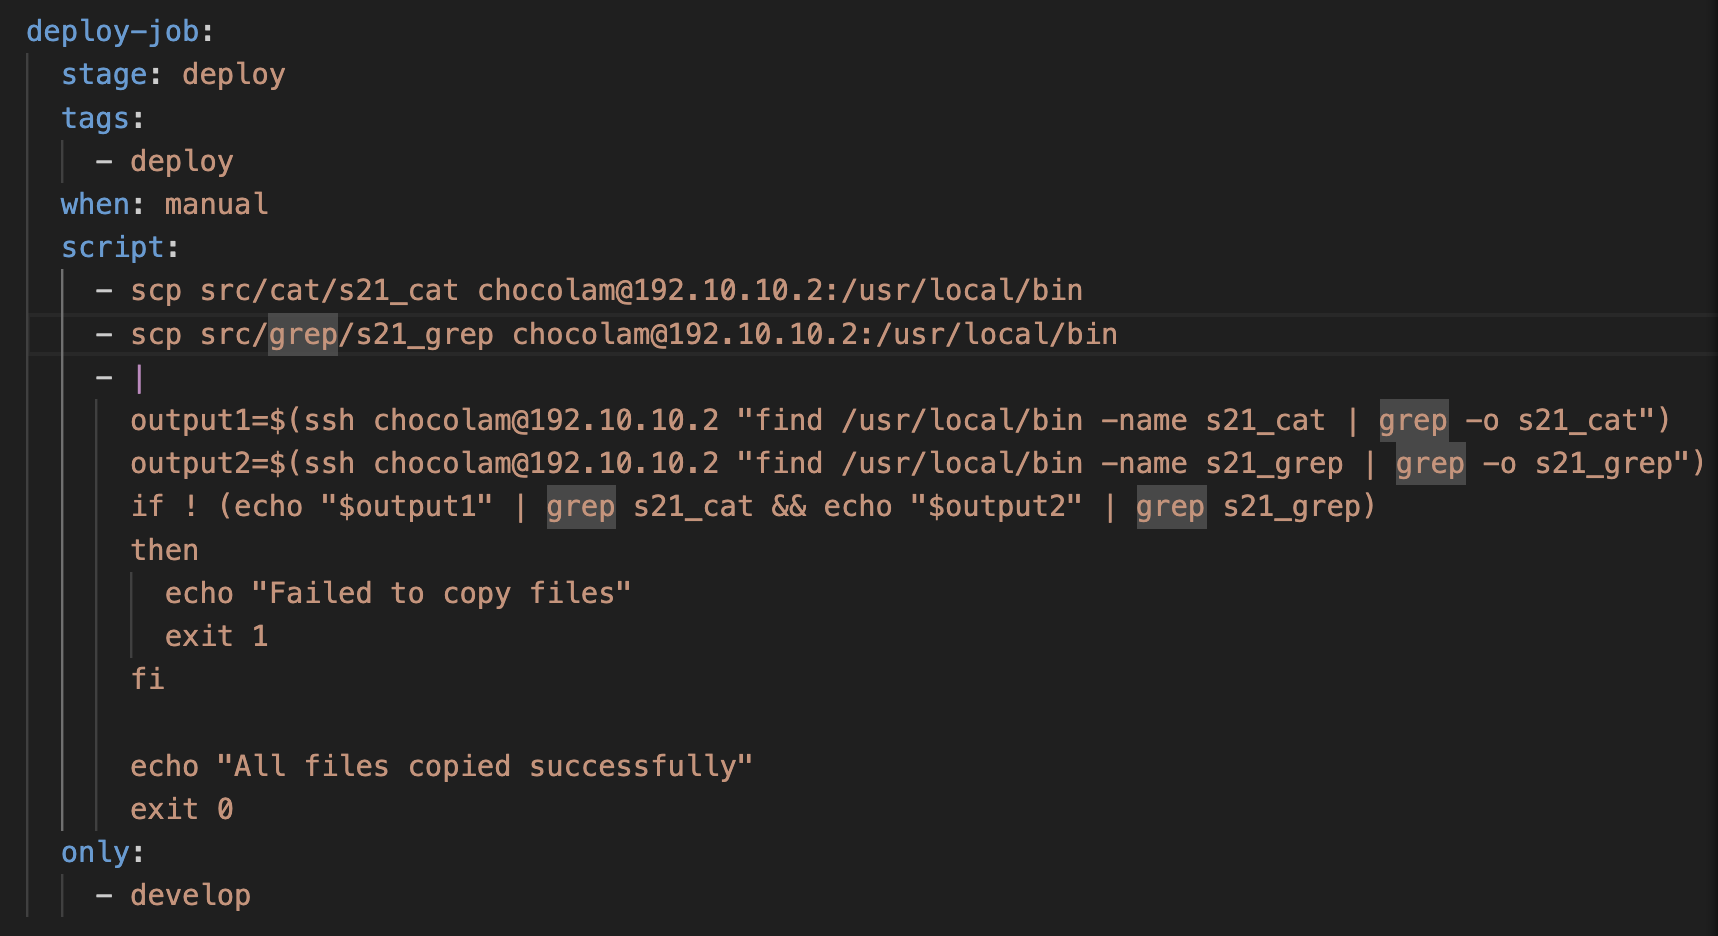 deploy-job:
  stage: deploy
  tags:
    - deploy
  when: manual
  script:
    - scp src/cat/s21_cat chocolam@192.10.10.2:/usr/local/bin
    - scp src/grep/s21_grep chocolam@192.10.10.2:/usr/local/bin
    - |
      output1=$(ssh chocolam@192.10.10.2 "find /usr/local/bin -name s21_cat | grep -o s21_cat")
      output2=$(ssh chocolam@192.10.10.2 "find /usr/local/bin -name s21_grep | grep -o s21_grep")
      if ! (echo "$output1" | grep s21_cat && echo "$output2" | grep s21_grep)
      then
        echo "Failed to copy files"
        exit 1
      fi

      echo "All files copied successfully"
      exit 0
  only:
    - develop